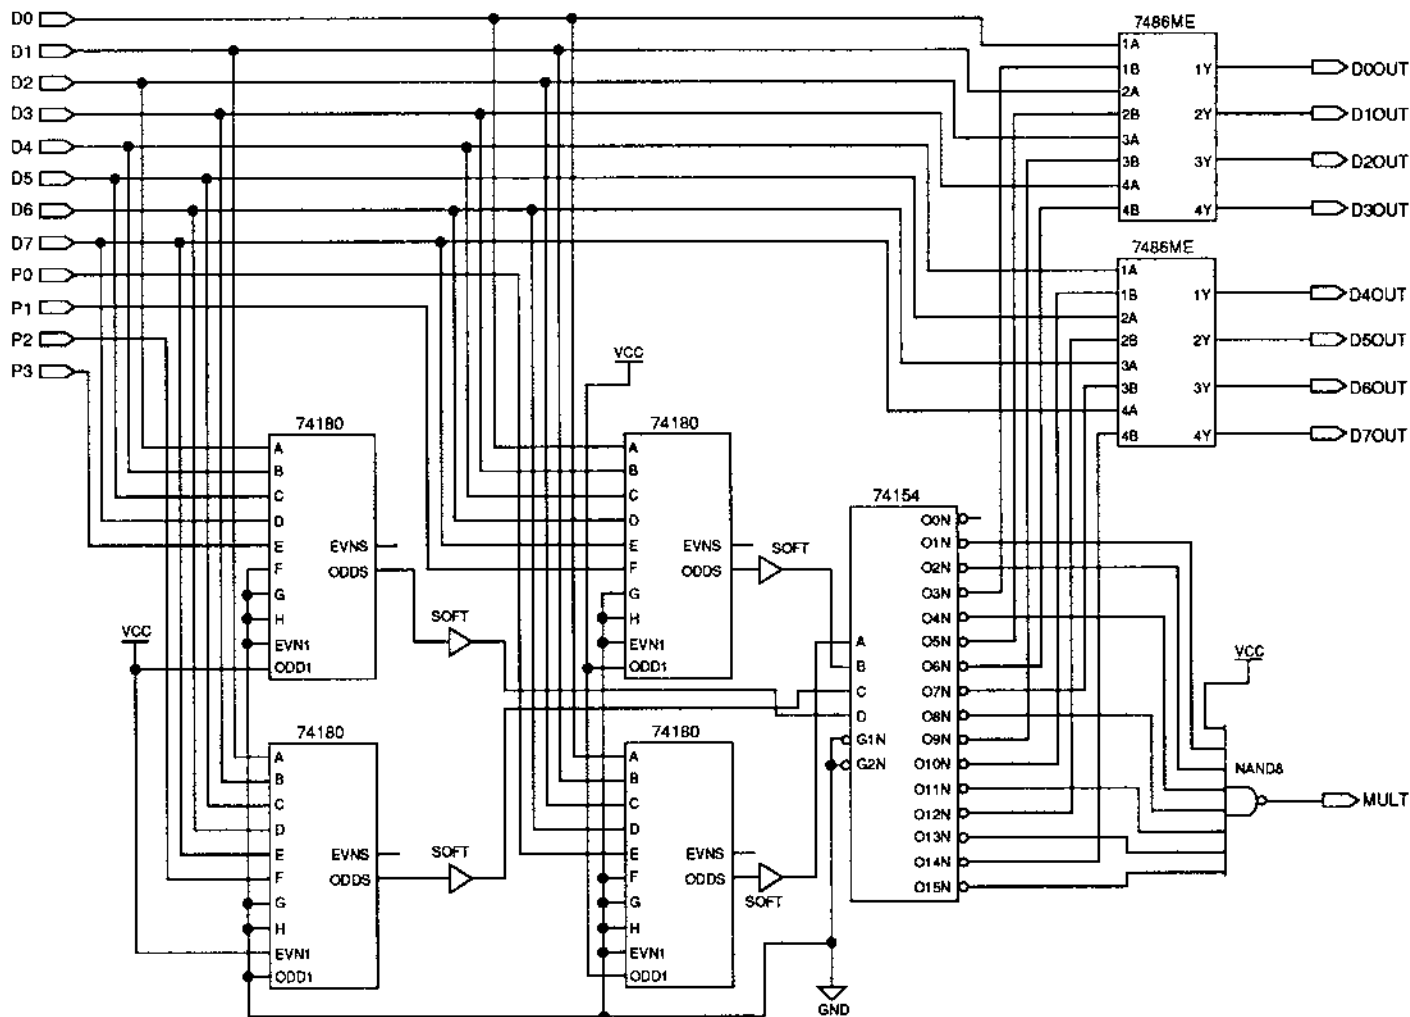 D0
D1
D2
D3
D4
D5
D6
D7
P0
P1
P2
P3
7486ME
1A
1B
2A
2B
3A
3B
4A
4B
1Y
2Y
3Y
4Y
D0OUT
D1OUT
D2OUT
D3OUT
7486ME
1A
1B
2A
2B
3A
3B
4A
4B
1Y
2Y
3Y
4Y
D4OUT
D5OUT
D6OUT
D7OUT
VCC
74180
A
B
C
D
E
F
G
H
EVN1
ODD1
EVNS
ODDS
SOFT
VCC
74180
A
B
C
D
E
F
G
H
EVN1
ODD1
EVNS
ODDS
SOFT
74180
A
B
C
D
E
F
G
H
EVN1
ODD1
EVNS
ODDS
SOFT
74180
A
B
C
D
E
F
G
H
EVN1
ODD1
EVNS
ODDS
SOFT
74154
A
B
C
D
G1N
G2N
O0N
O1N
O2N
O3N
O4N
O5N
O6N
O7N
O8N
O9N
O10N
O11N
O12N
O13N
O14N
O15N
VCC
NAND8
MULT
GND